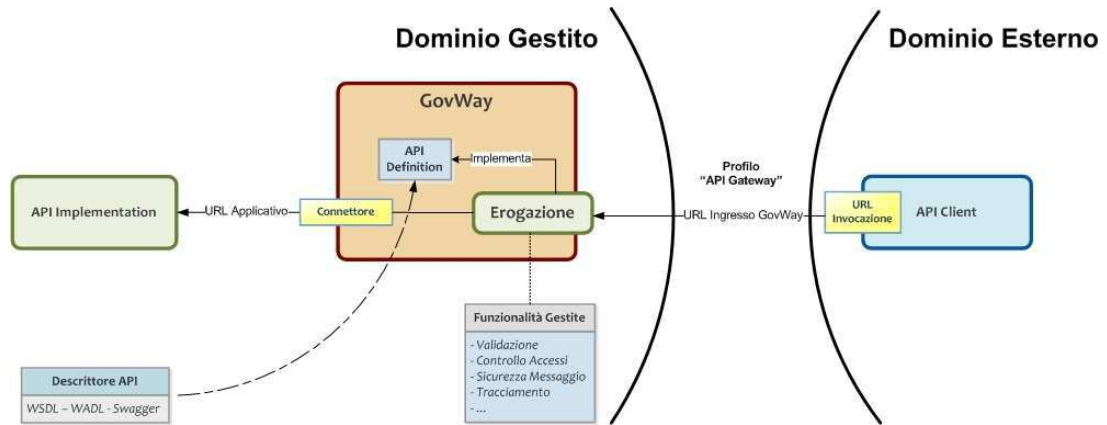 Dominio Gestito
Dominio Esterno
GovWay
API
Definition
Implementa
Profilo
“API Gateway”
API Implementation
URL Applicativo
Connettore
Erogazione
URL Ingresso GovWay
URL
Invocazione
API Client
Funzionalità Gestite
- Validazione
- Controllo Accessi
- Sicurezza Messaggio
- Tracciamento
- ...
Descrittore API
WSDL – WADL - Swagger